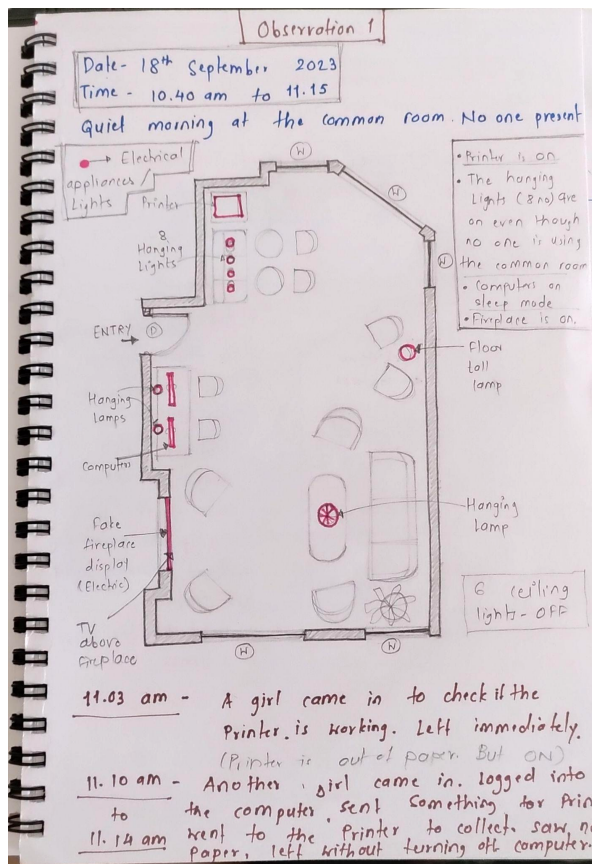 Observation 1
Date- 18th September 2023
Time - 10.40 am to 11.15
Quiet morning at the common room. No one present
→ Electrical
appliances /
Lights
• Printer is on.
• The hanging
Lights (8 no) are
on even though
no one is using
the common room
• Computers on
sleep mode
• Fireplace is on.
Printer
8
Hanging
Lights
W
W
W
ENTRY
D
Floor
tall
lamp
Hanging
lamps
Computer
Hanging
lamp
Fake
fireplace
display
(Electric)
TV
above
fireplace
6 ceiling
lights - OFF
W
W
11.03 am - A girl came in to check if the
Printer is working. Left immediately.
(Printer is out of paper. But ON)
11.10 am - Another girl came in. Logged into
to the computer, sent something for
11.14 am went to the Printer to collect. saw
Paper, left without turning off computer.